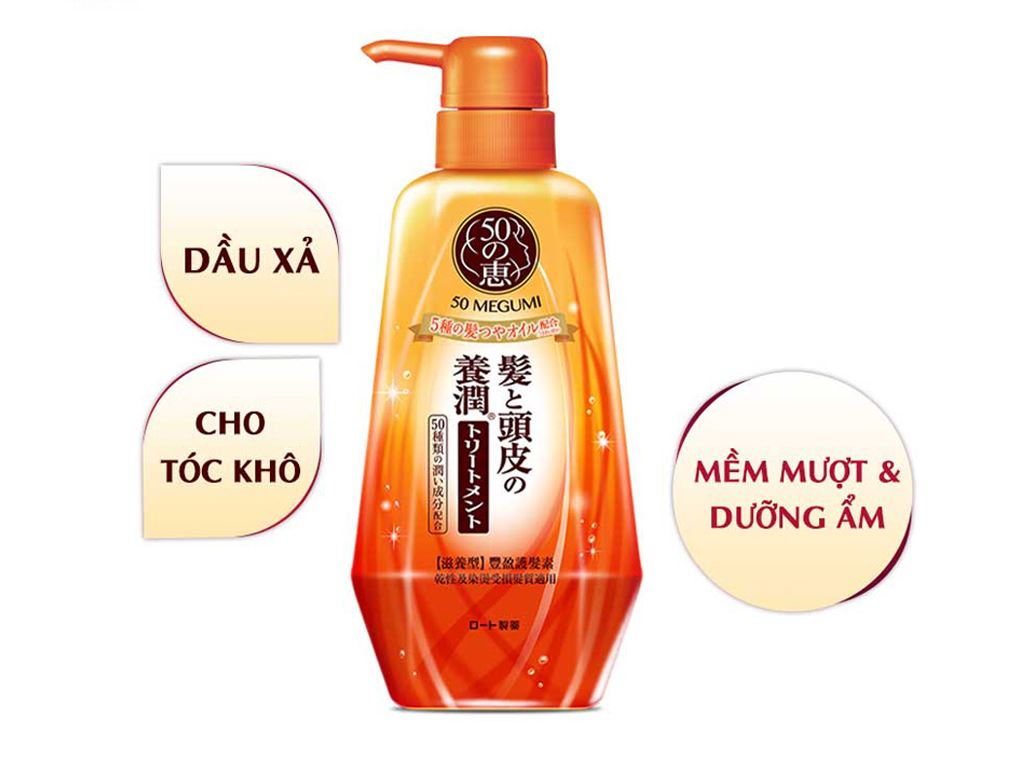 DẦU XẢ
CHO
TÓC KHÔ
50の恵
50 MEGUMI
5種の髪つやオイル配合
髪と頭皮の
養潤®
トリートメント
50種類の潤い成分配合
【滋養型】豐盈護髮素
乾性及染燙受損髮質適用
ロート製薬
MỀM MƯỢT &
DƯỠNG ẨM